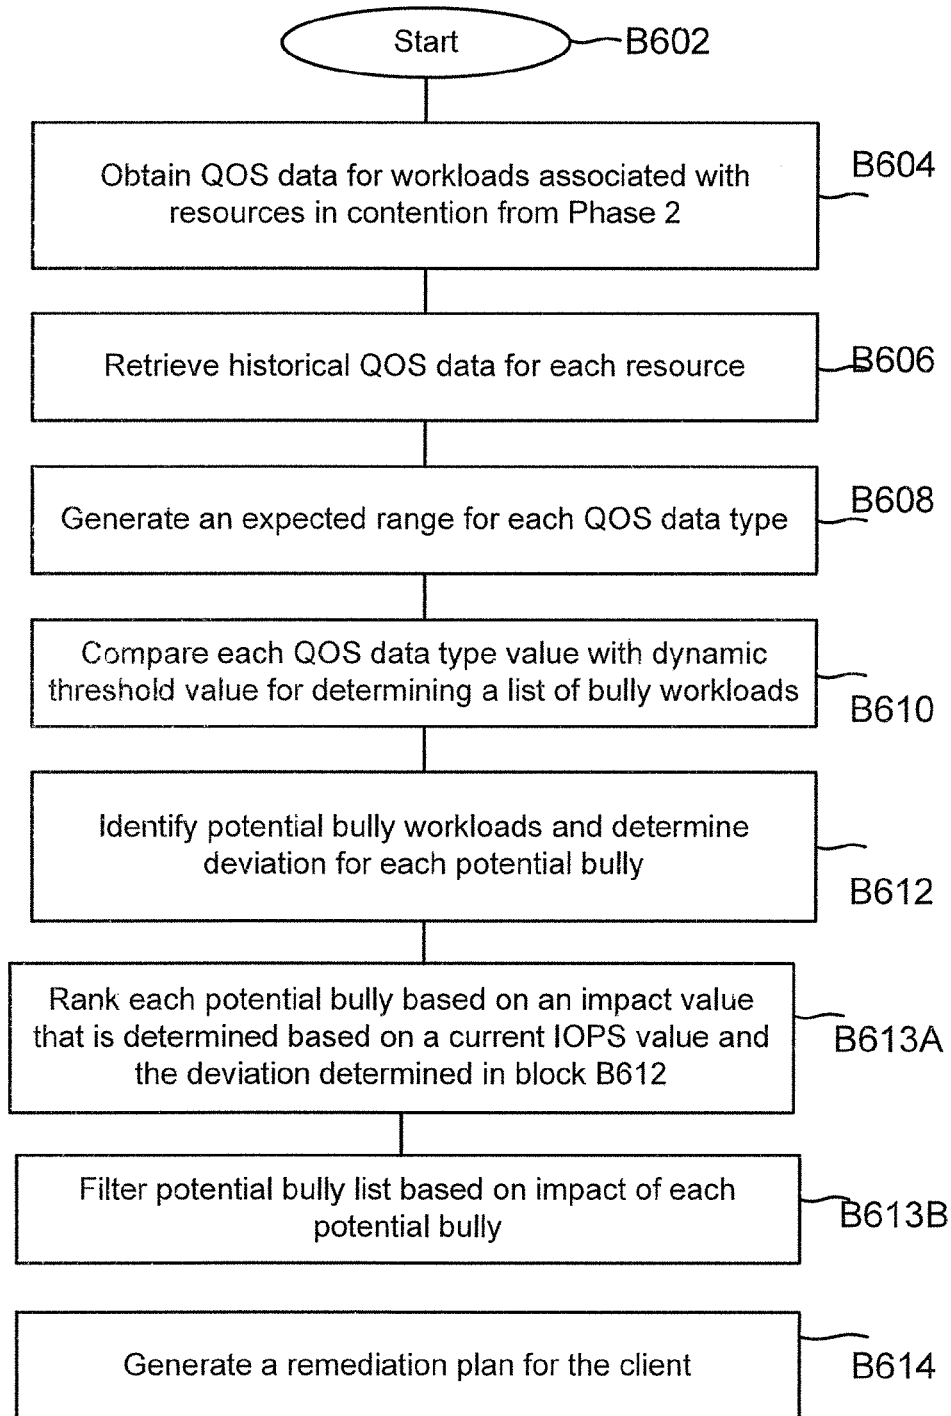 Start
B602
Obtain QOS data for workloads associated with
resources in contention from Phase 2
B604
Retrieve historical QOS data for each resource
B606
Generate an expected range for each QOS data type
B608
Compare each QOS data type value with dynamic
threshold value for determining a list of bully workloads
B610
Identify potential bully workloads and determine
deviation for each potential bully
B612
Rank each potential bully based on an impact value
that is determined based on a current IOPS value and
the deviation determined in block B612
B613A
Filter potential bully list based on impact of each
potential bully
B613B
Generate a remediation plan for the client
B614